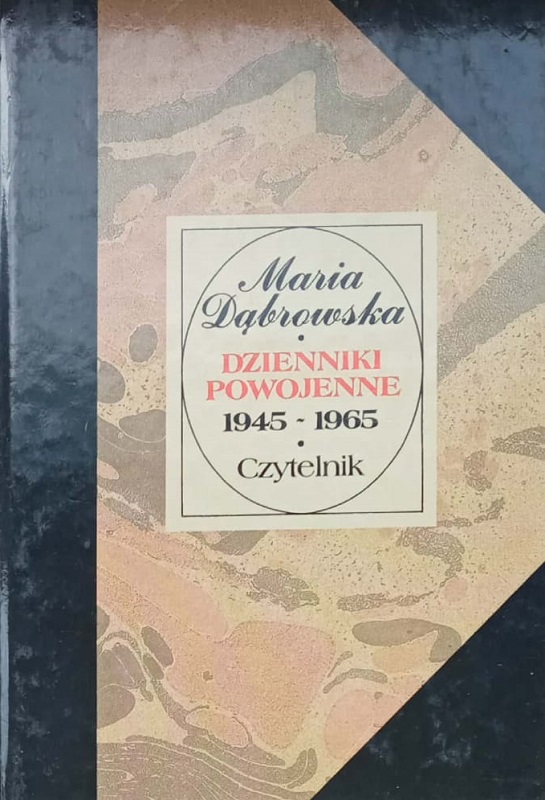 Maria
Dąbrowska
•
DZIENNIKI
POWOJENNE
1945 - 1965
•
Czytelnik